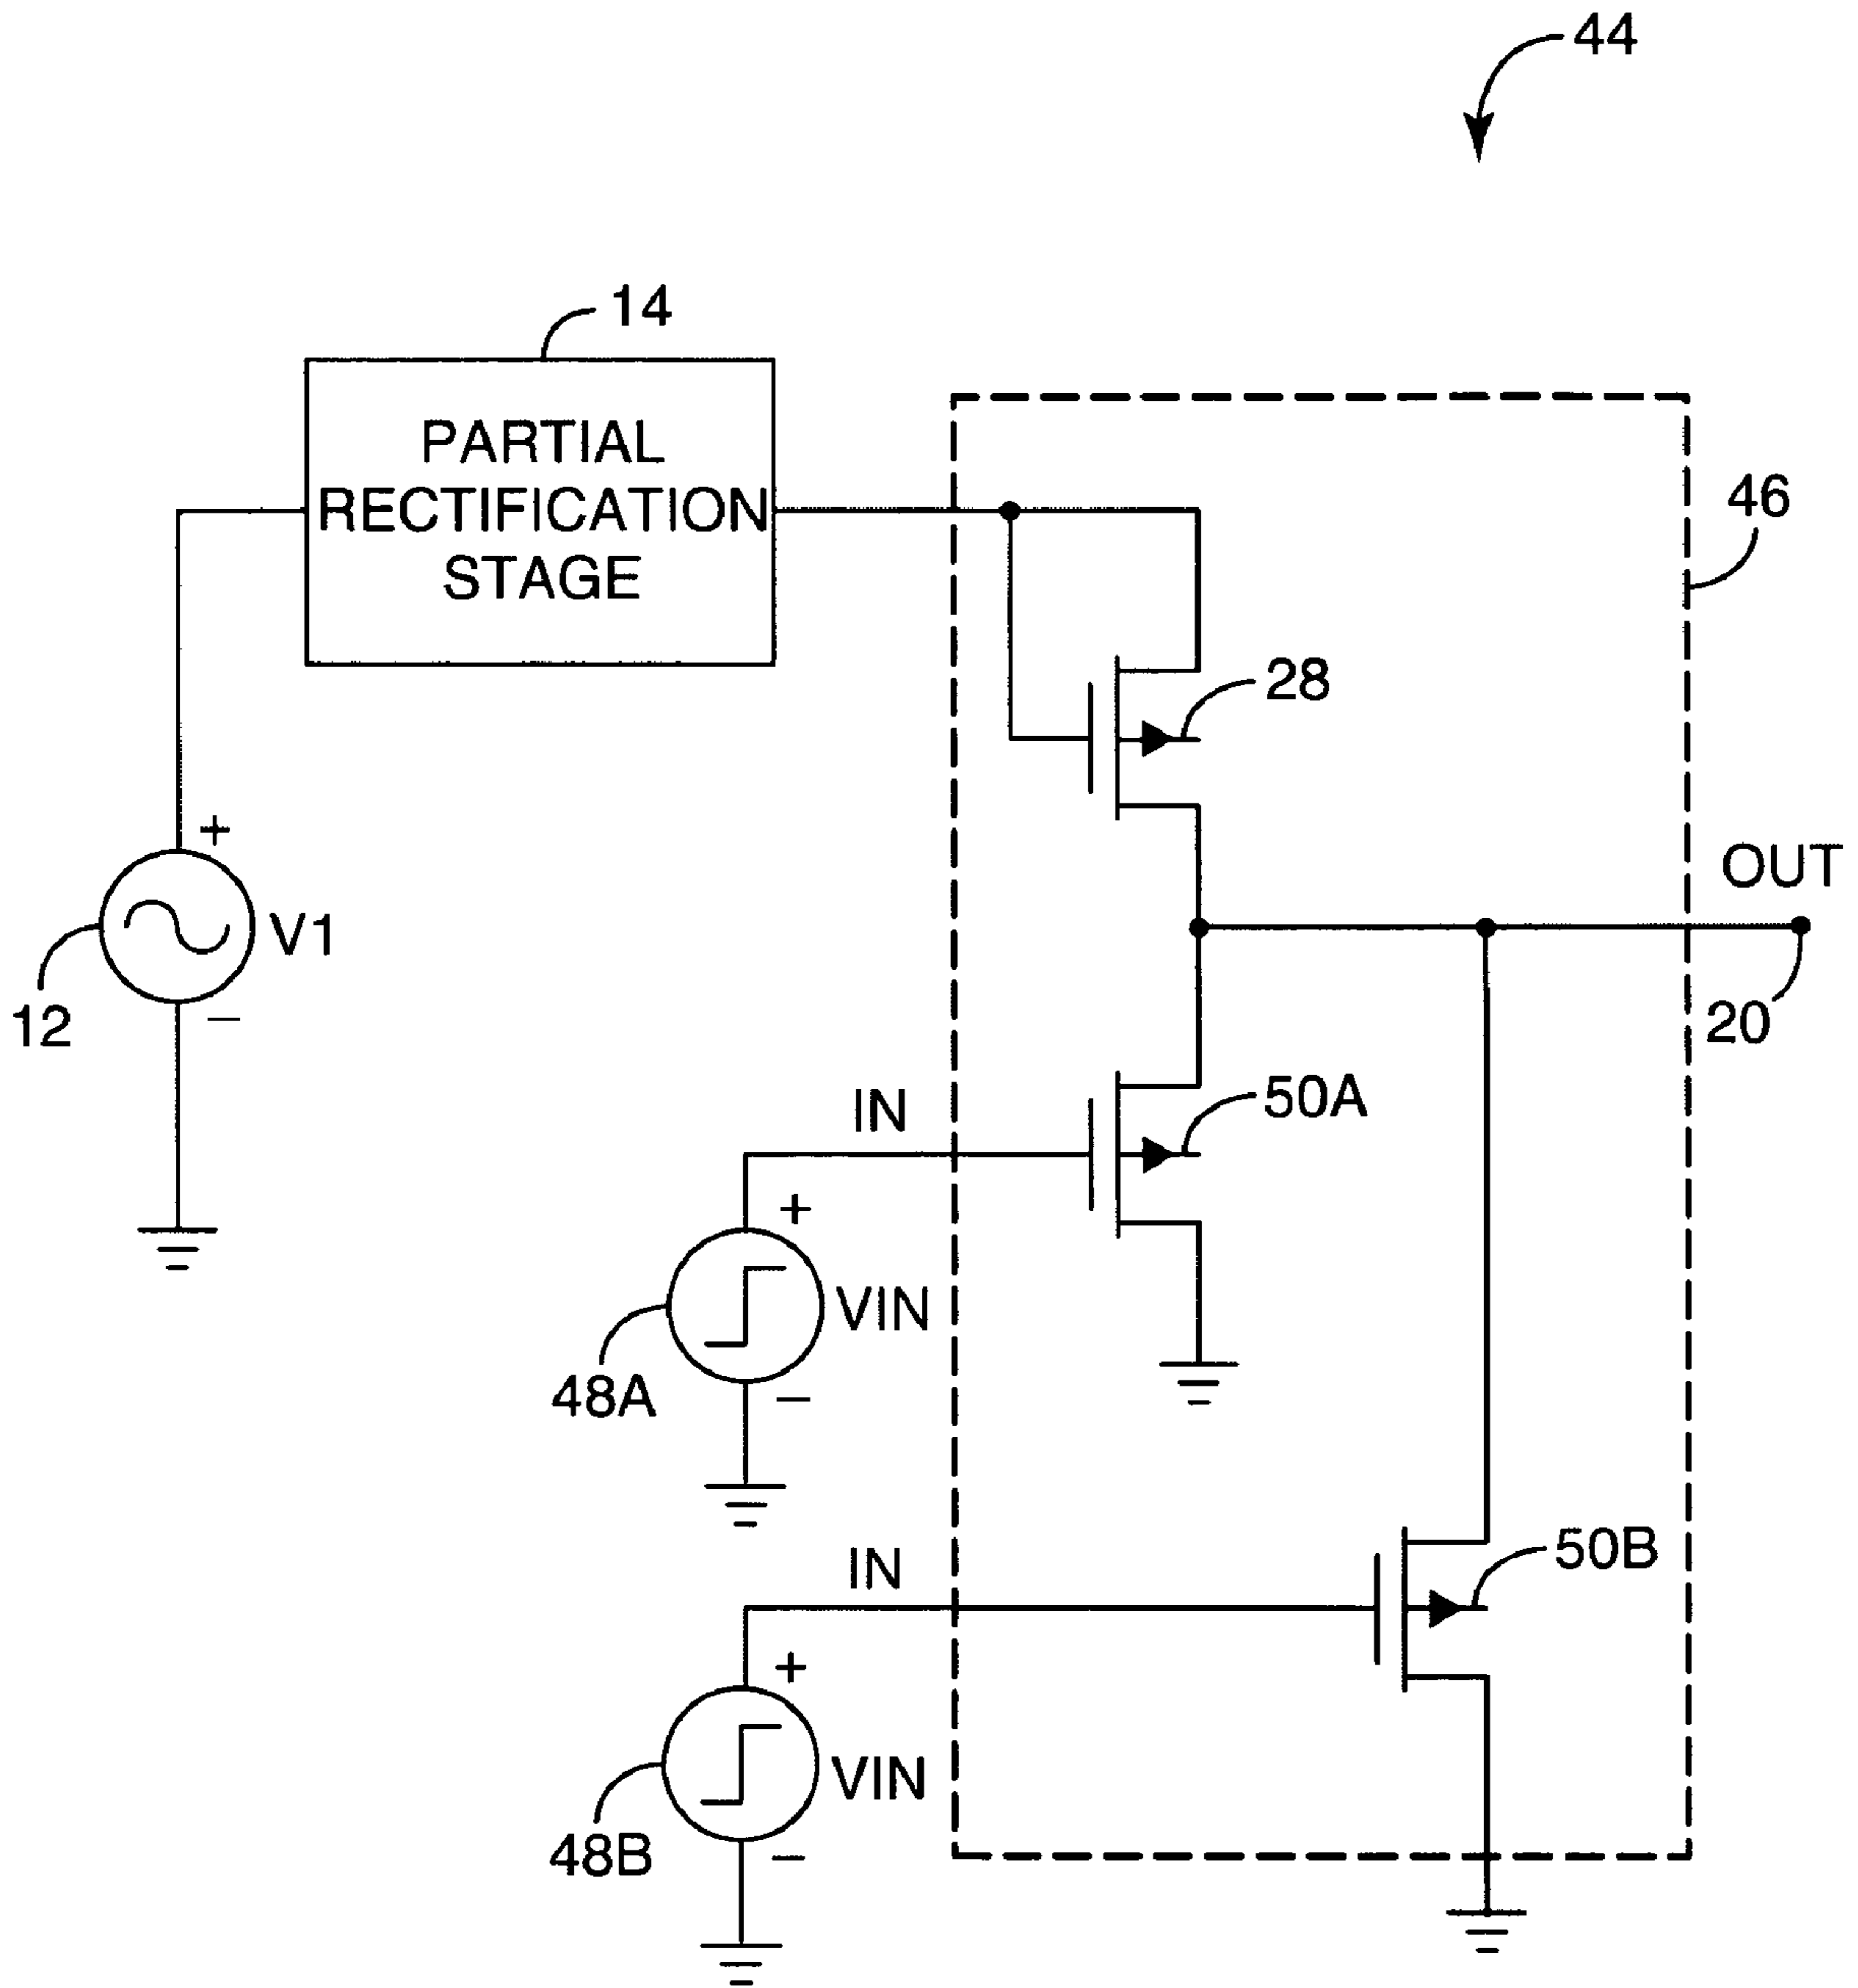 44
14
PARTIAL
RECTIFICATION
STAGE
46
28
+
OUT
V1
12
−
20
50A
IN
+
VIN
48A
−
50B
IN
+
VIN
48B
−